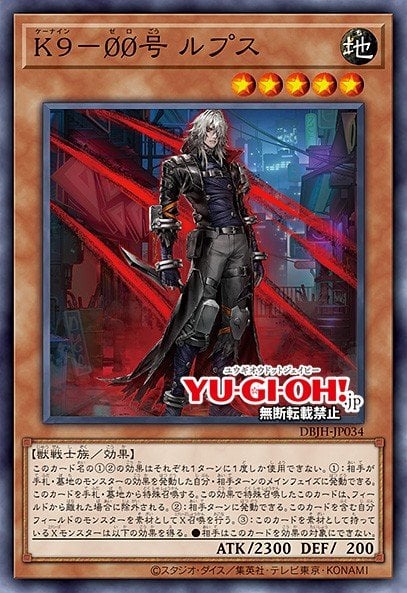 ケーナイン ゼロ ごう
K9－ØØ号 ルプス
地
ユウギオウドットジェイピー
YU-GI-OH!.jp
無断転載禁止
DBJH-JP034
【獣戦士族／効果】
このカード名の①②の効果はそれぞれ1ターンに1度しか使用できない。①：相手が
手札・墓地のモンスターの効果を発動した自分・相手ターンのメインフェイズに発動できる。
このカードを手札・墓地から特殊召喚する。この効果で特殊召喚したこのカードは、フィー
ルドから離れた場合に除外される。②：相手ターンに発動できる。このカードを含む自分
フィールドのモンスターを素材としてX召喚を行う。③：このカードを素材として持って
いるXモンスターは以下の効果を得る。●相手はこのカードを効果の対象にできない。
ATK/2300 DEF/ 200
©スタジオ・ダイス／集英社・テレビ東京・KONAMI